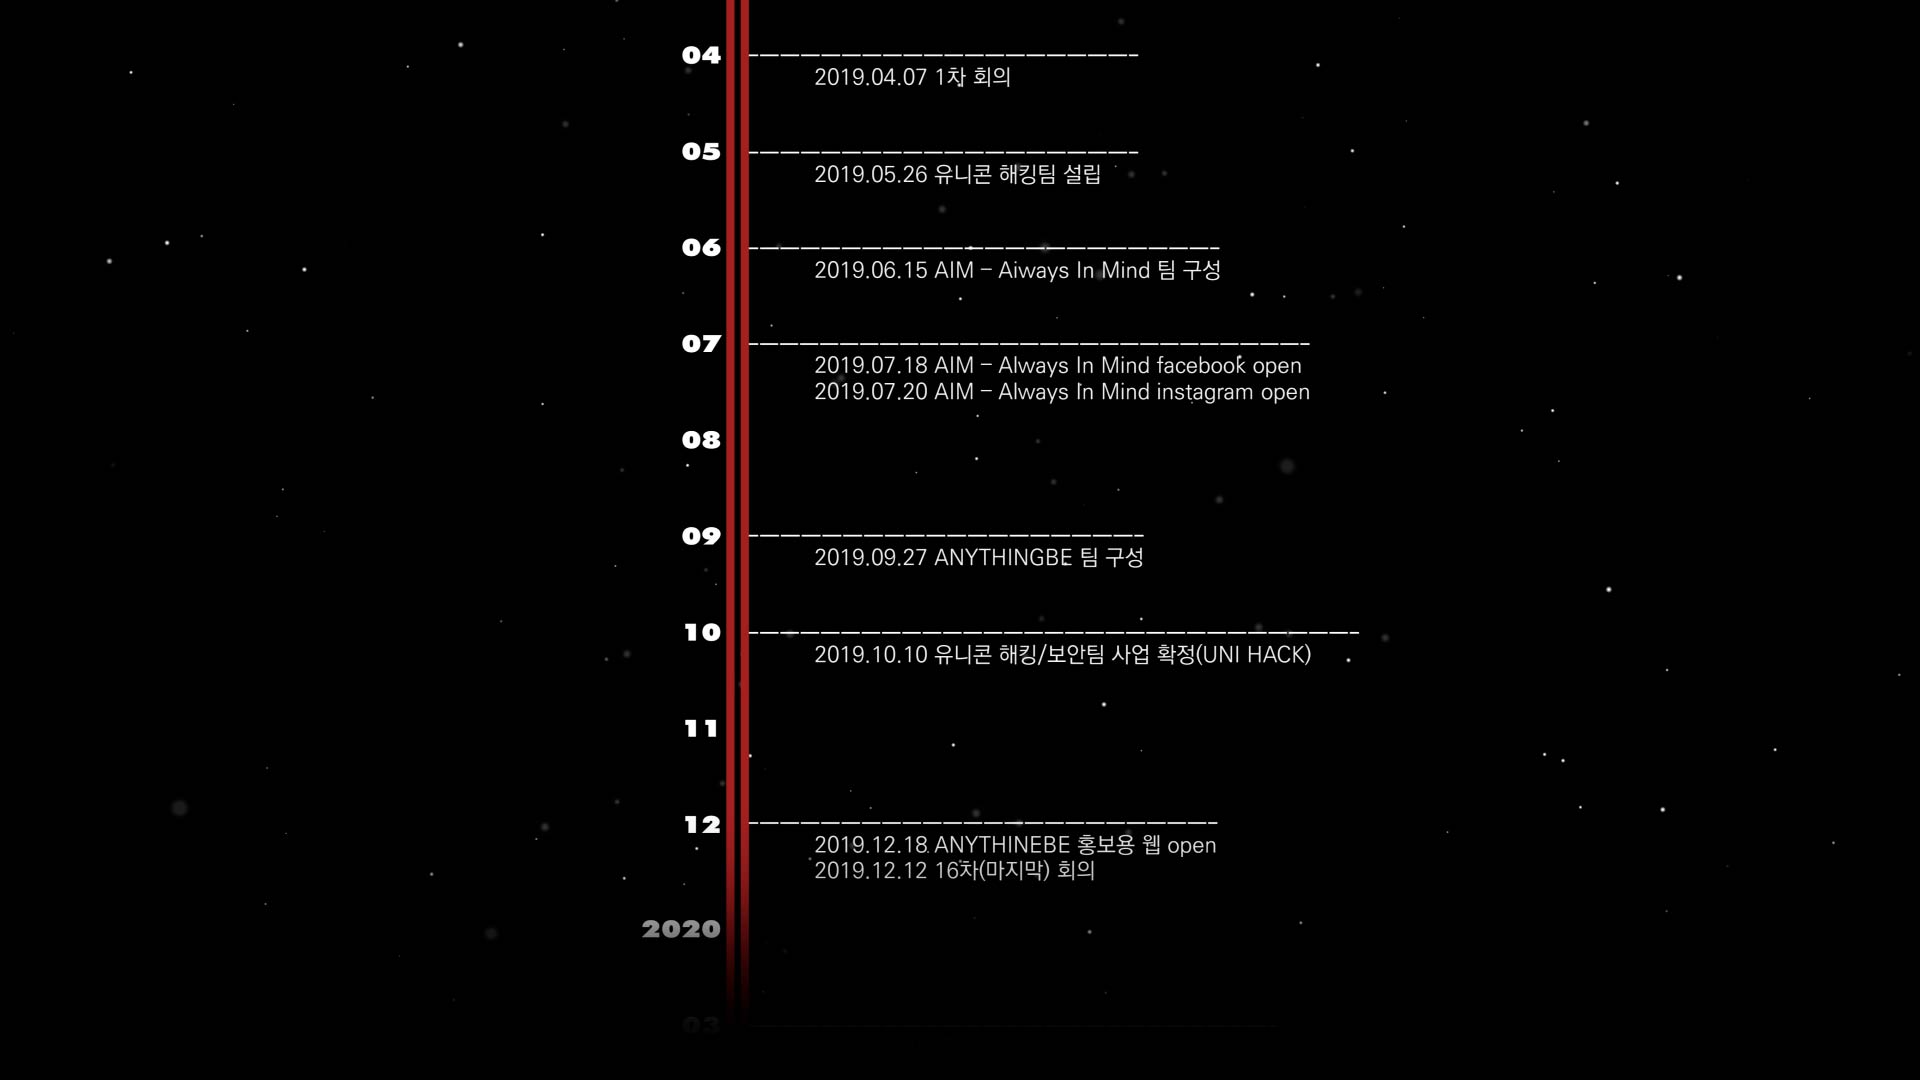 04
2019.04.07 1차 회의
05
2019.05.26 유니콘 해킹팀 설립
06
2019.06.15 AIM – Aiways In Mind 팀 구성
07
2019.07.18 AIM – Always In Mind facebook open
2019.07.20 AIM – Always In Mind instagram open
08
09
2019.09.27 ANYTHINGBE 팀 구성
10
2019.10.10 유니콘 해킹/보안팀 사업 확정(UNI HACK)
11
12
2019.12.18 ANYTHINEBE 홍보용 웹 open
2019.12.12 16차(마지막) 회의
2020
03